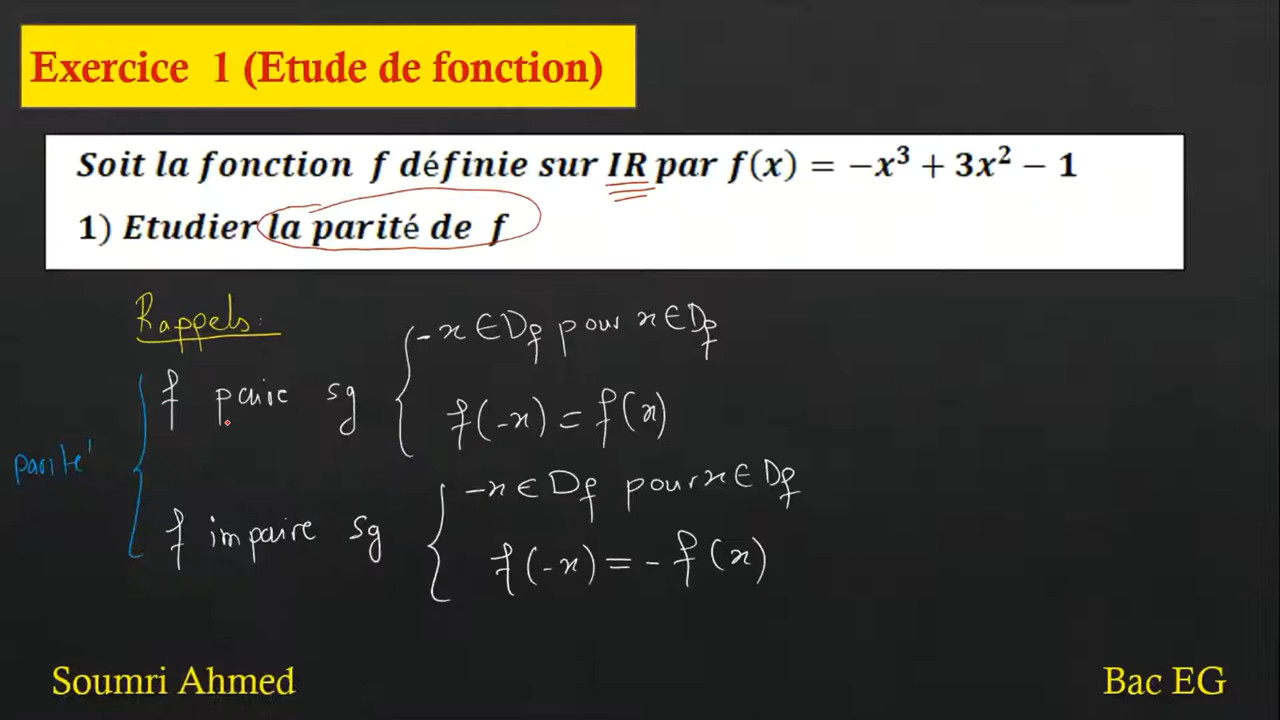 Exercice 1 (Etude de fonction)
Soit la fonction f définie sur IR par f(x) = −x³ + 3x² − 1
1) Etudier la parité de f
Rappels:
-x ∈ Df pour x ∈ Df
f paire sg
f(-x) = f(x)
parité
-x ∈ Df pour x ∈ Df
f impaire sg
f(-x) = - f(x)
Soumri Ahmed
Bac EG